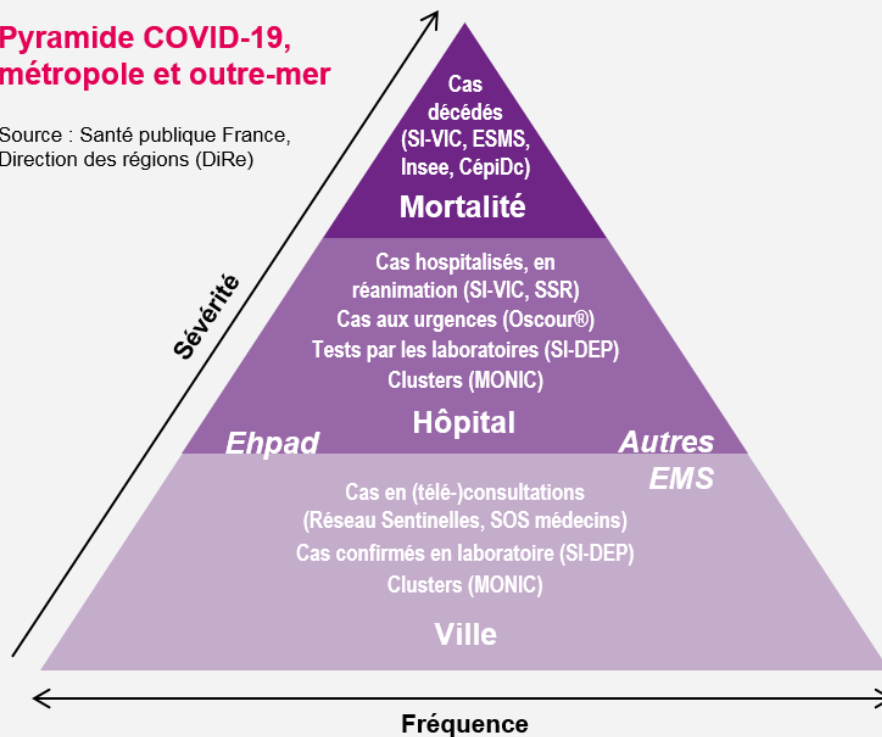 Pyramide COVID-19,
métropole et outre-mer
Source : Santé publique France,
Direction des régions (DiRe)
Cas
décédés
(SI-VIC, ESMS,
Insee, CépiDc)
Mortalité
Sévérité
Cas hospitalisés, en
réanimation (SI-VIC, SSR)
Cas aux urgences (Oscour®)
Tests par les laboratoires (SI-DEP)
Clusters (MONIC)
Hôpital
Ehpad
Autres
EMS
Cas en (télé-)consultations
(Réseau Sentinelles, SOS médecins)
Cas confirmés en laboratoire (SI-DEP)
Clusters (MONIC)
Ville
Fréquence